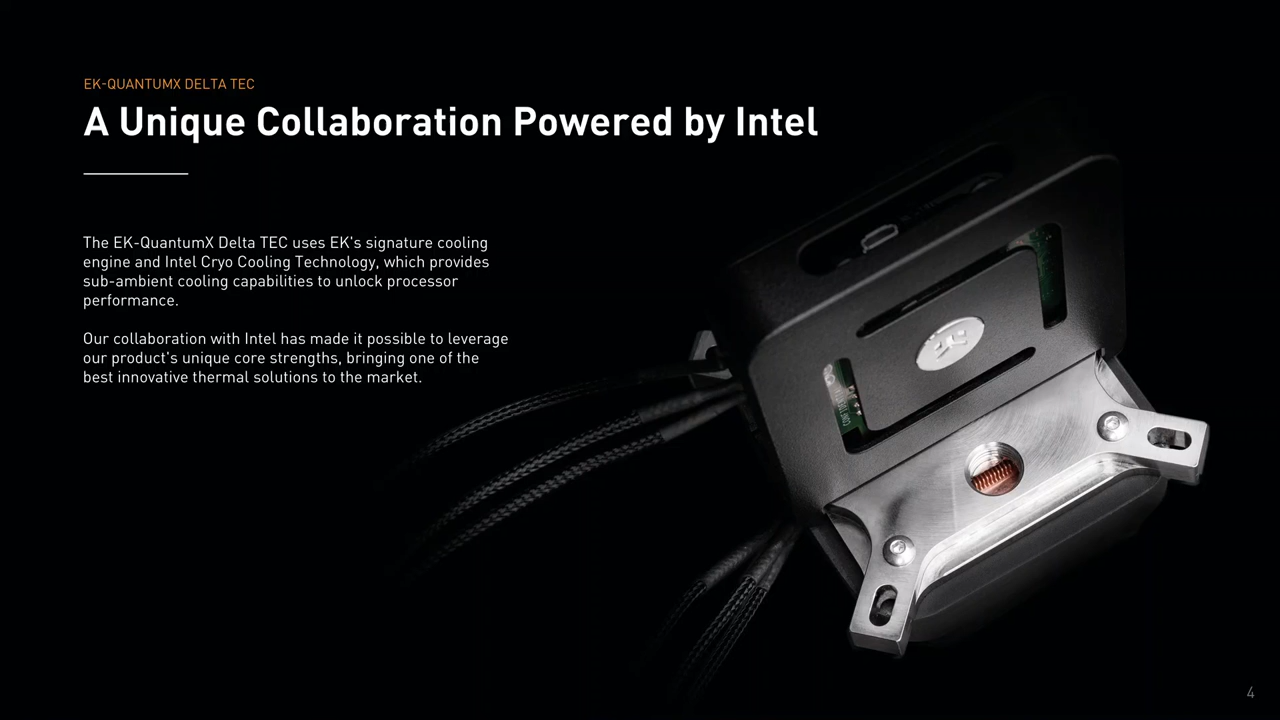 EK-QUANTUMX DELTA TEC
A Unique Collaboration Powered by Intel
The EK-QuantumX Delta TEC uses EK's signature cooling
engine and Intel Cryo Cooling Technology, which provides
sub-ambient cooling capabilities to unlock processor
performance.
Our collaboration with Intel has made it possible to leverage
our product's unique core strengths, bringing one of the
best innovative thermal solutions to the market.
4